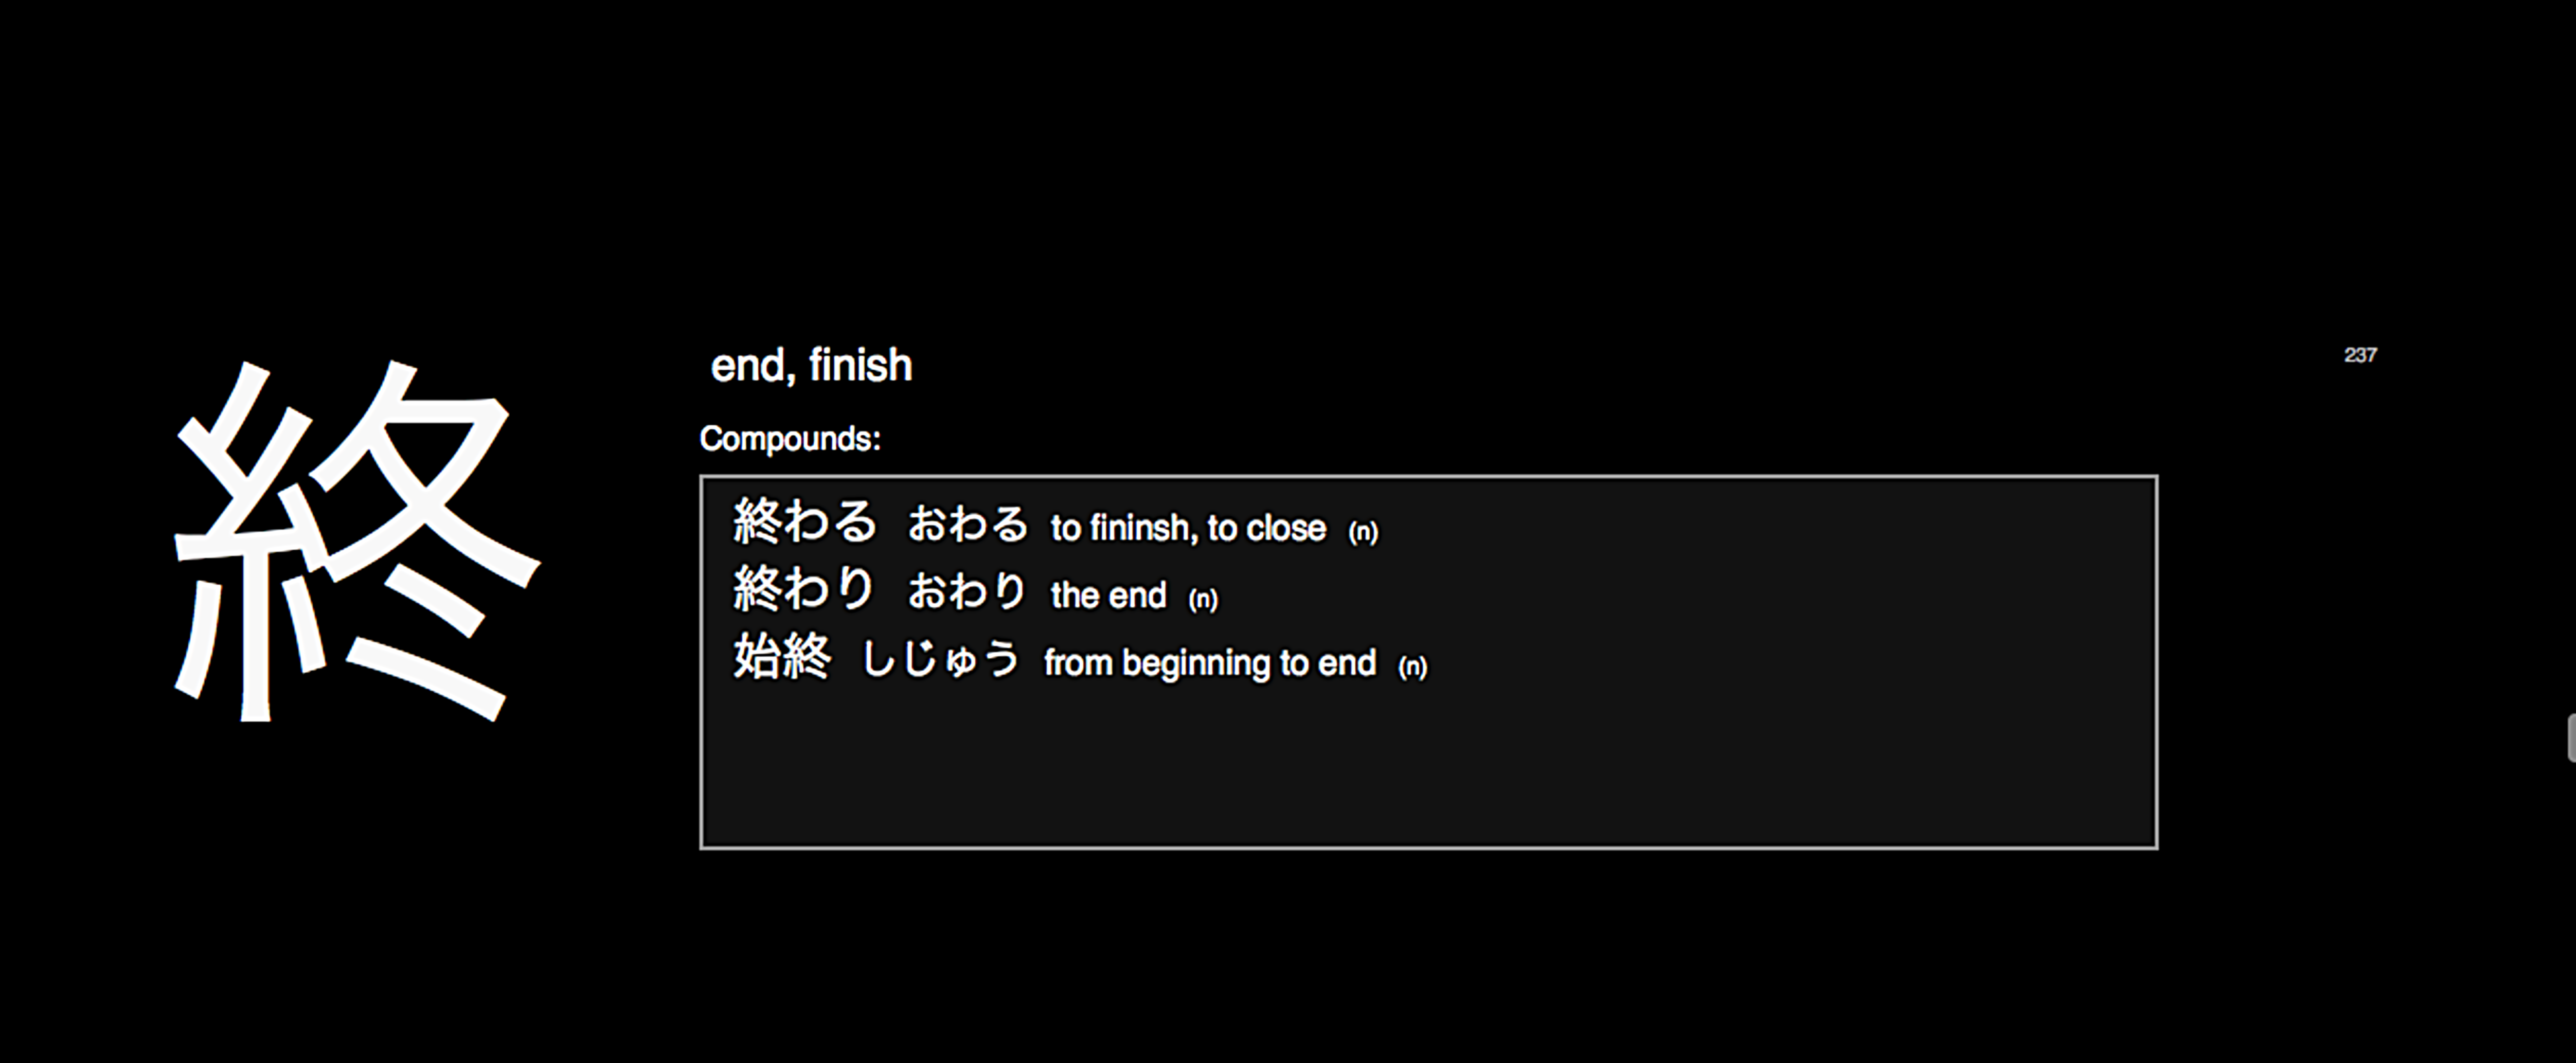 終
end, finish
237
Compounds:
終わる おわる to fininsh, to close (n)
終わり おわり the end (n)
始終 しじゅう from beginning to end (n)